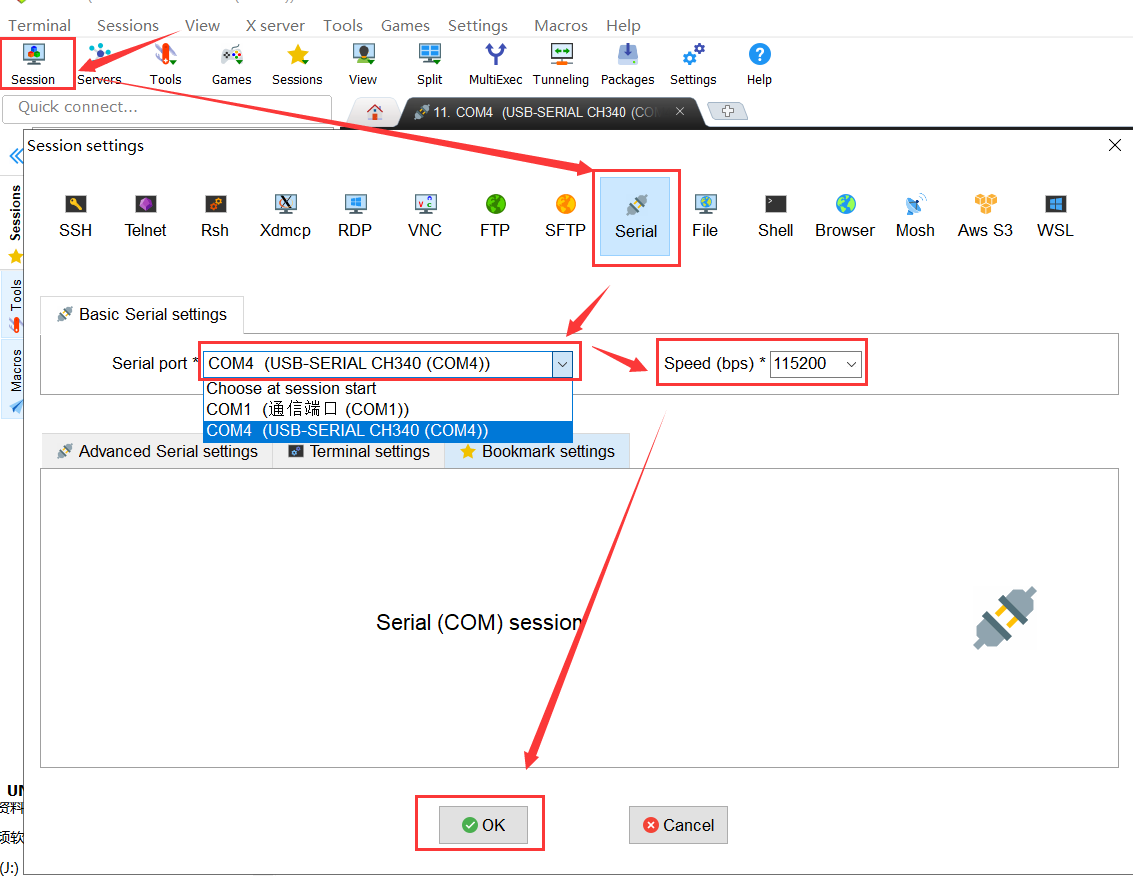 Terminal Sessions View X server Tools Games Settings Macros Help
Session Servers Tools Games Sessions View Split MultiExec Tunneling Packages Settings Help
Quick connect...
11. COM4 (USB-SERIAL CH340 (CO
Session settings
Sessions
Tools
Macros
SSH Telnet Rsh Xdmcp RDP VNC FTP SFTP Serial File Shell Browser Mosh Aws S3 WSL
Basic Serial settings
Serial port * COM4 (USB-SERIAL CH340 (COM4)) Speed (bps) * 115200
Choose at session start
COM1 (通信端口 (COM1))
COM4 (USB-SERIAL CH340 (COM4))
Advanced Serial settings Terminal settings Bookmark settings
Serial (COM) session
UN
资料
项软
(J:)
OK Cancel